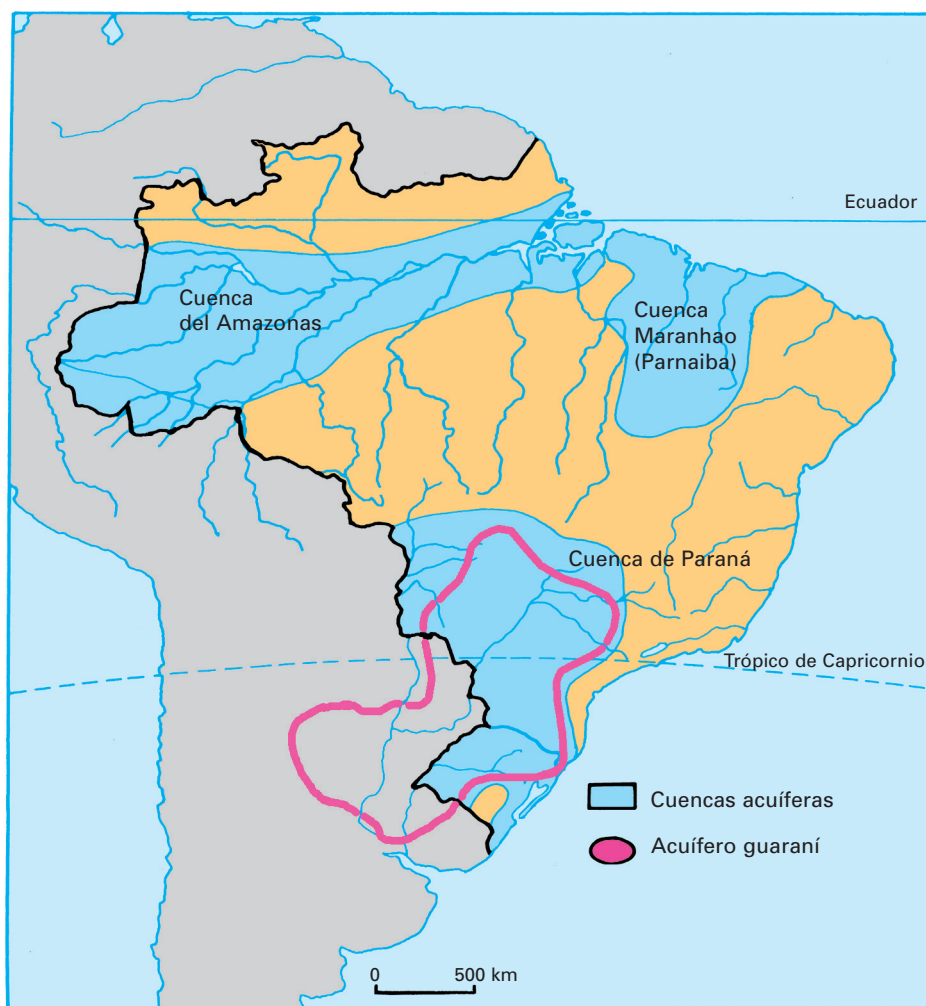 Ecuador
Cuenca
del Amazonas
Cuenca
Maranhao
(Parnaiba)
Cuenca de Paraná
Trópico de Capricornio
Cuencas acuíferas
Acuífero guaraní
0 500 km